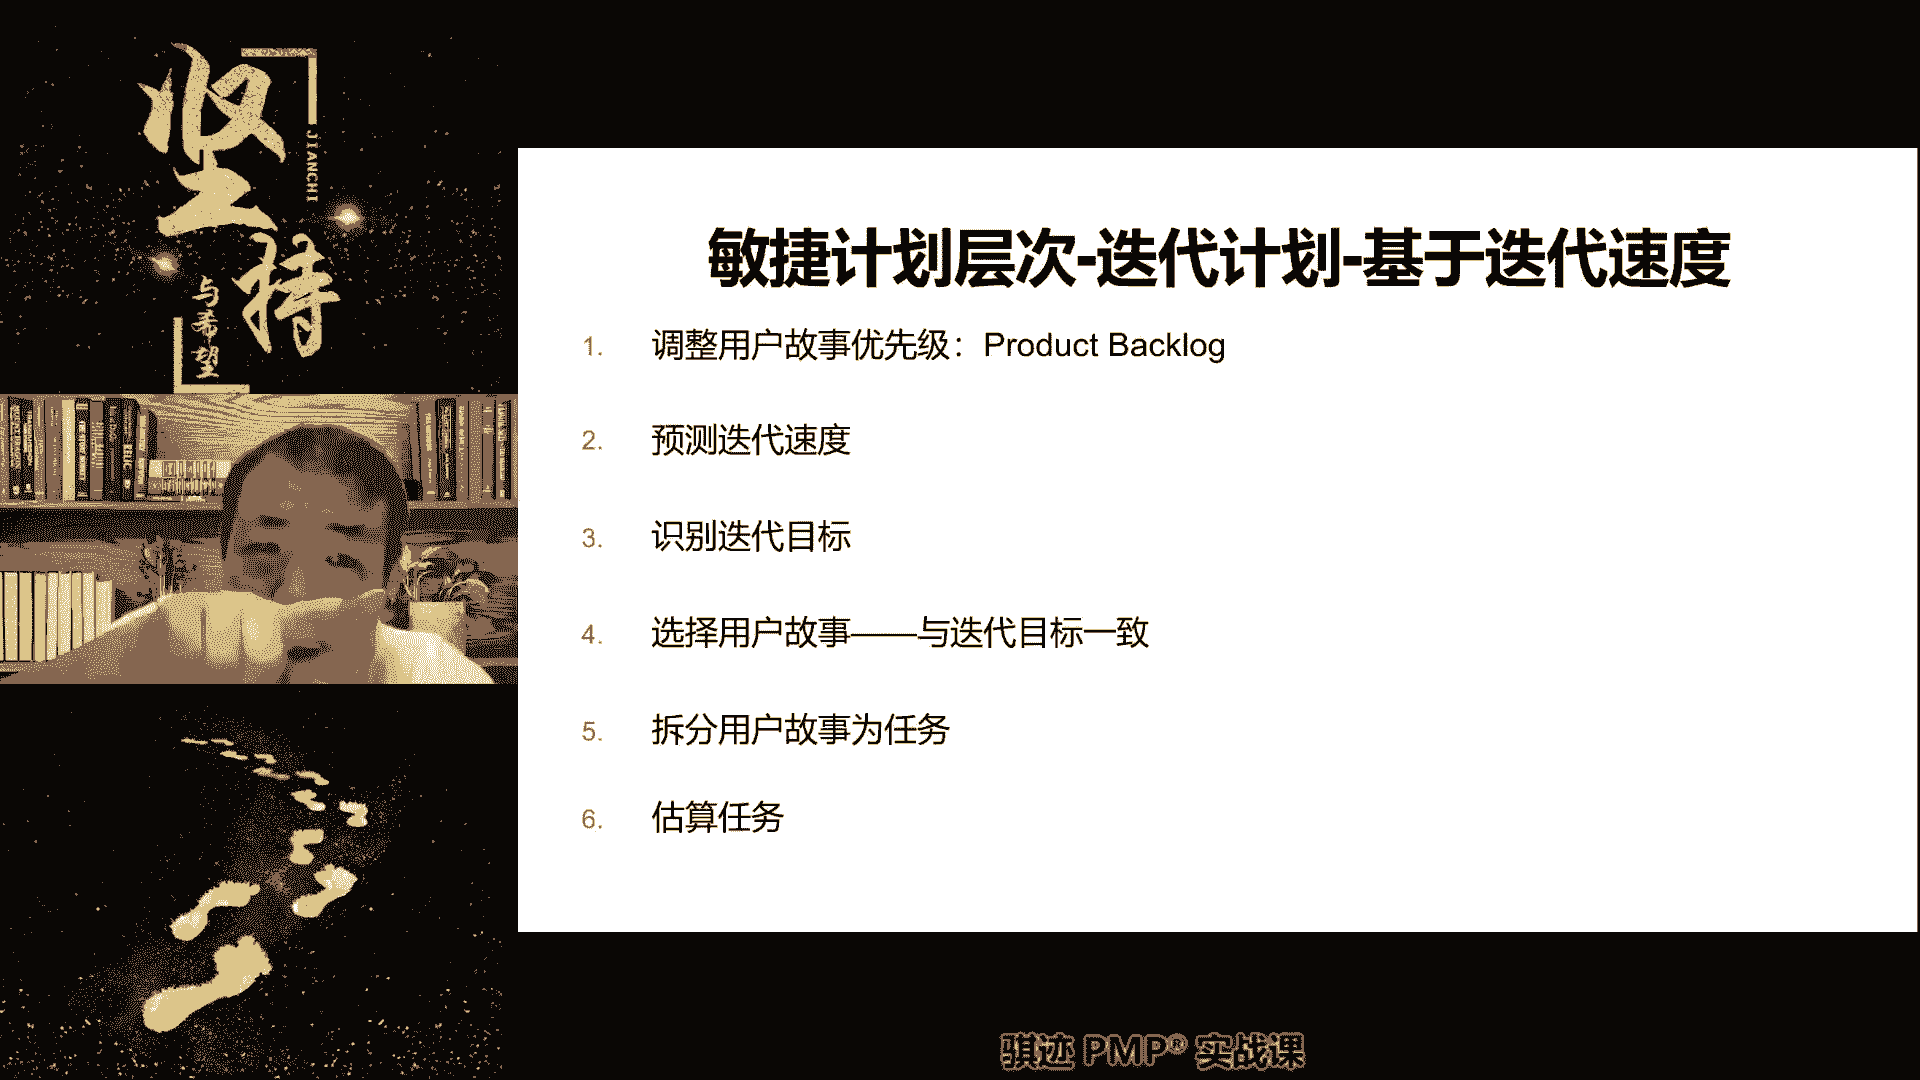 坚持
JIANCHI
与希望
敏捷计划层次-迭代计划-基于迭代速度
1. 调整用户故事优先级：Product Backlog
2. 预测迭代速度
3. 识别迭代目标
4. 选择用户故事——与迭代目标一致
5. 拆分用户故事为任务
6. 估算任务
骐迹 PMP® 实战课